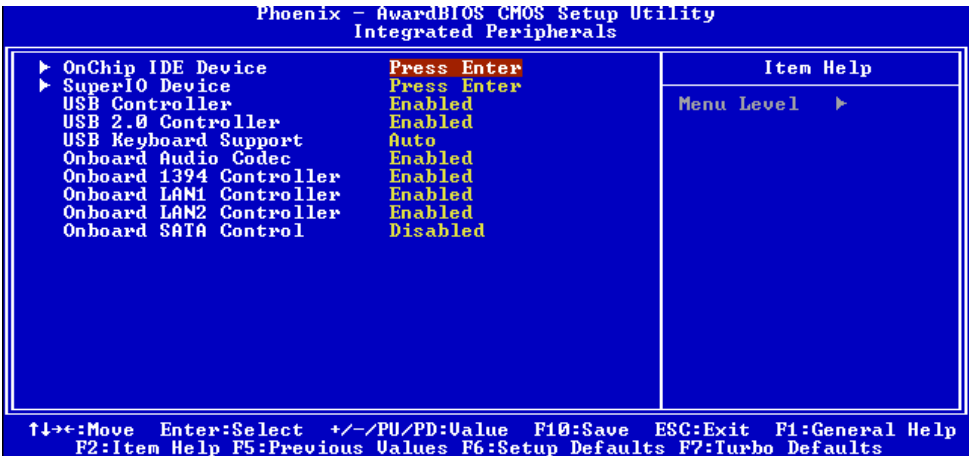 Phoenix - AwardBIOS CMOS Setup Utility
Integrated Peripherals
OnChip IDE Device Press Enter
SuperIO Device Press Enter
USB Controller Enabled
USB 2.0 Controller Enabled
USB Keyboard Support Auto
Onboard Audio Codec Enabled
Onboard 1394 Controller Enabled
Onboard LAN1 Controller Enabled
Onboard LAN2 Controller Enabled
Onboard SATA Control Disabled
Item Help
Menu Level ►
↑↓→←:Move Enter:Select +/-/PU/PD:Value F10:Save ESC:Exit F1:General Help
F2:Item Help F5:Previous Values F6:Setup Defaults F7:Turbo Defaults